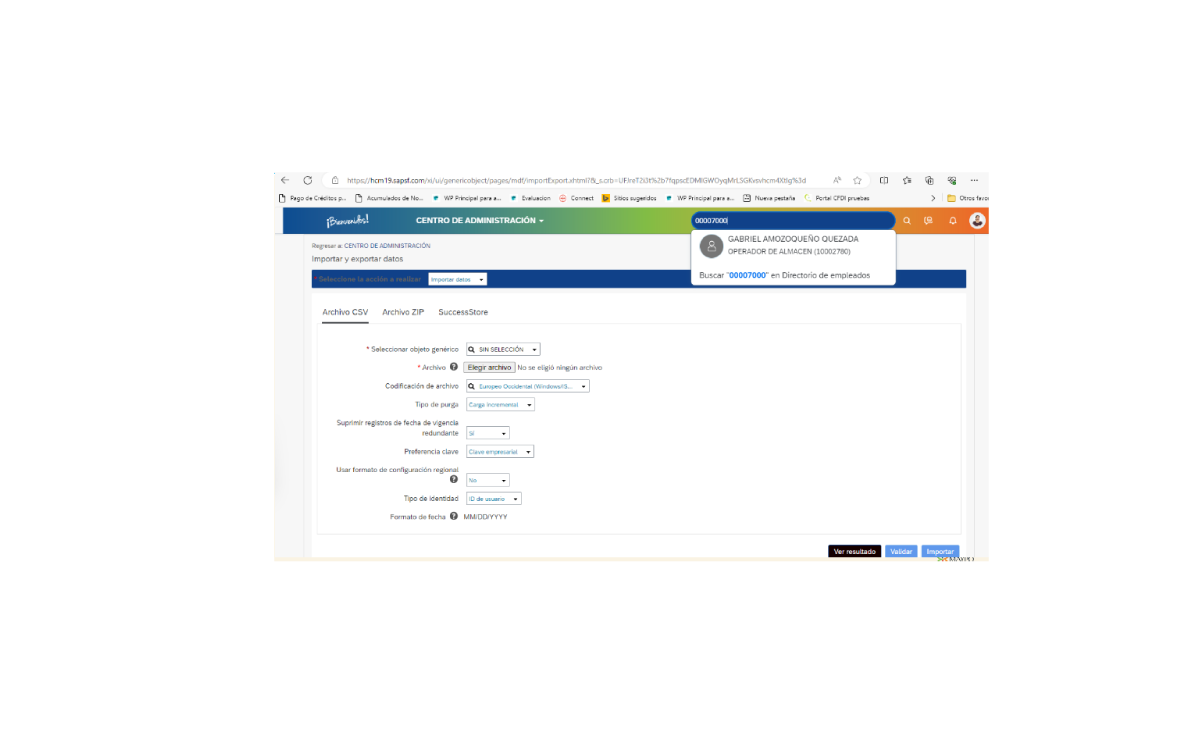 https://hcm19.sapsf.com/xi/ui/genericobject/pages/mdf/importExport.xhtml?
Pago de Créditos p... Acumulados de No... WP Principal para a... Evaluacion Connect Sitios sugeridos WP Principal para a... Nueva pestaña Portal CFDI pruebas Otros favo
¡Bienvenidos! CENTRO DE ADMINISTRACIÓN 00007000
GABRIEL AMOZOQUEÑO QUEZADA
OPERADOR DE ALMACEN (10002780)
Buscar "00007000" en Directorio de empleados
Regresar a: CENTRO DE ADMINISTRACIÓN
Importar y exportar datos
* Seleccione la acción a realizar Importar datos
Archivo CSV Archivo ZIP SuccessStore
* Seleccionar objeto genérico SIN SELECCIÓN
* Archivo Elegir archivo No se eligió ningún archivo
Codificación de archivo Europeo Occidental (Windows/IS...
Tipo de purga Carga incremental
Suprimir registros de fecha de vigencia
redundante Sí
Preferencia clave Clave empresarial
Usar formato de configuración regional
No
Tipo de identidad ID de usuario
Formato de fecha MM/DD/YYYY
Ver resultado Validar Importar